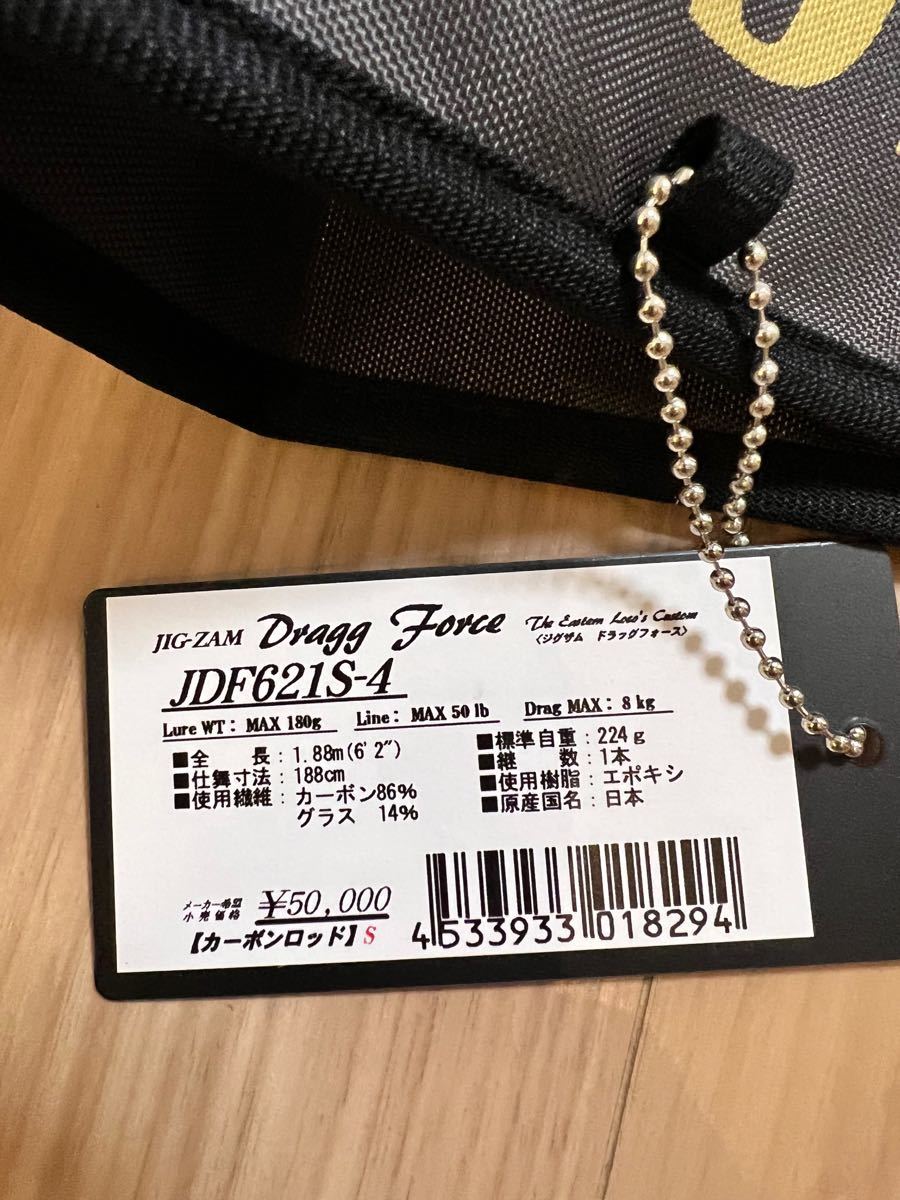 JIG-ZAM Dragg Force The Eastern Loco's Custom
〈ジグザム ドラッグフォース〉
JDF621S-4
Lure WT: MAX 180g Line: MAX 50 lb Drag MAX: 8 kg
■全 長:1.88m(6'2") ■標準自重:224g
■仕舞寸法:188cm ■継 数:1本
■使用繊維:カーボン86% ■使用樹脂:エポキシ
グラス 14% ■原産国名:日本
メーカー希望
小売価格 ¥50,000
【カーボンロッド】S
4533933018294